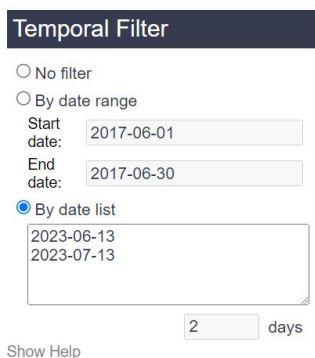 Temporal Filter
No filter
By date range
Start
date:
2017-06-01
End
date:
2017-06-30
By date list
2023-06-13
2023-07-13
2 days
Show Help